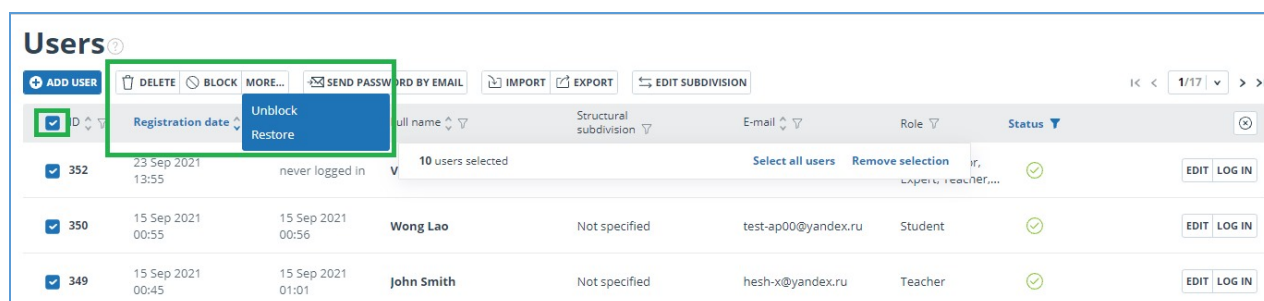 Users
ADD USER DELETE BLOCK MORE... SEND PASSWORD BY EMAIL IMPORT EXPORT EDIT SUBDIVISION 1/17
Unblock
Restore
ID Registration date ull name Structural subdivision E-mail Role Status
10 users selected Select all users Remove selection
352 23 Sep 2021 13:55 never logged in V EDIT LOG IN
350 15 Sep 2021 00:55 15 Sep 2021 00:56 Wong Lao Not specified test-ap00@yandex.ru Student EDIT LOG IN
349 15 Sep 2021 00:45 15 Sep 2021 01:01 John Smith Not specified hesh-x@yandex.ru Teacher EDIT LOG IN